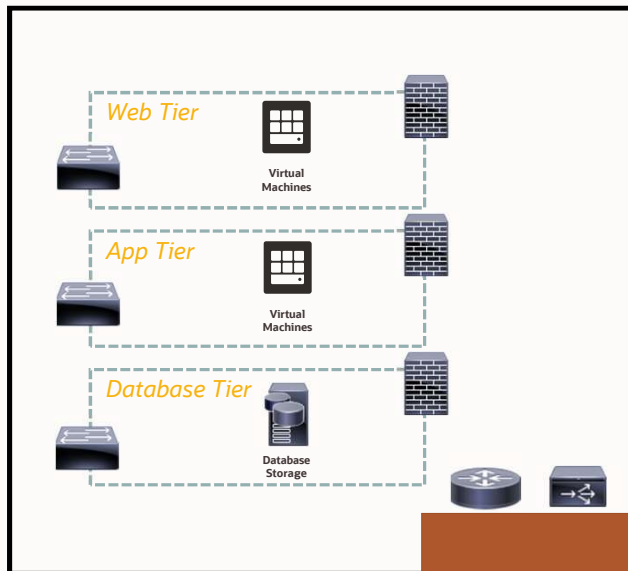 Web Tier
Virtual
Machines
App Tier
Virtual
Machines
Database Tier
Database
Storage